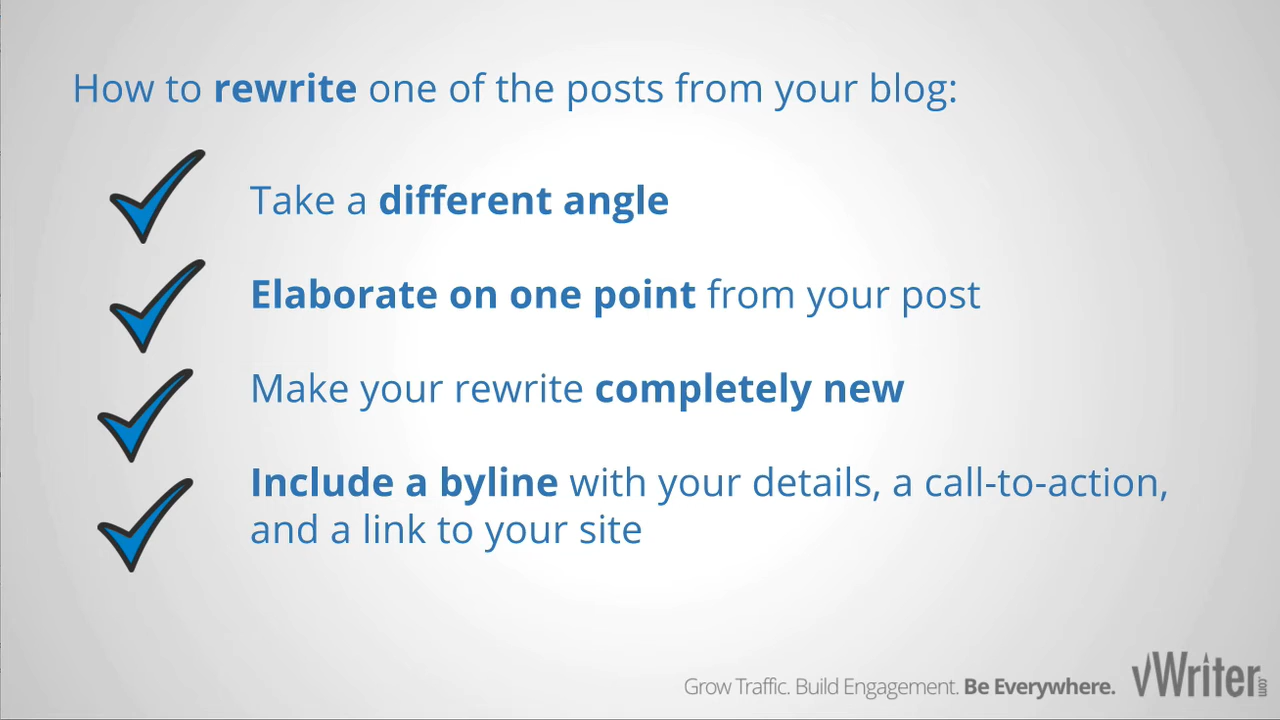 How to rewrite one of the posts from your blog:
Take a different angle
Elaborate on one point from your post
Make your rewrite completely new
Include a byline with your details, a call-to-action,
and a link to your site
Grow Traffic. Build Engagement. Be Everywhere. vWriter.com